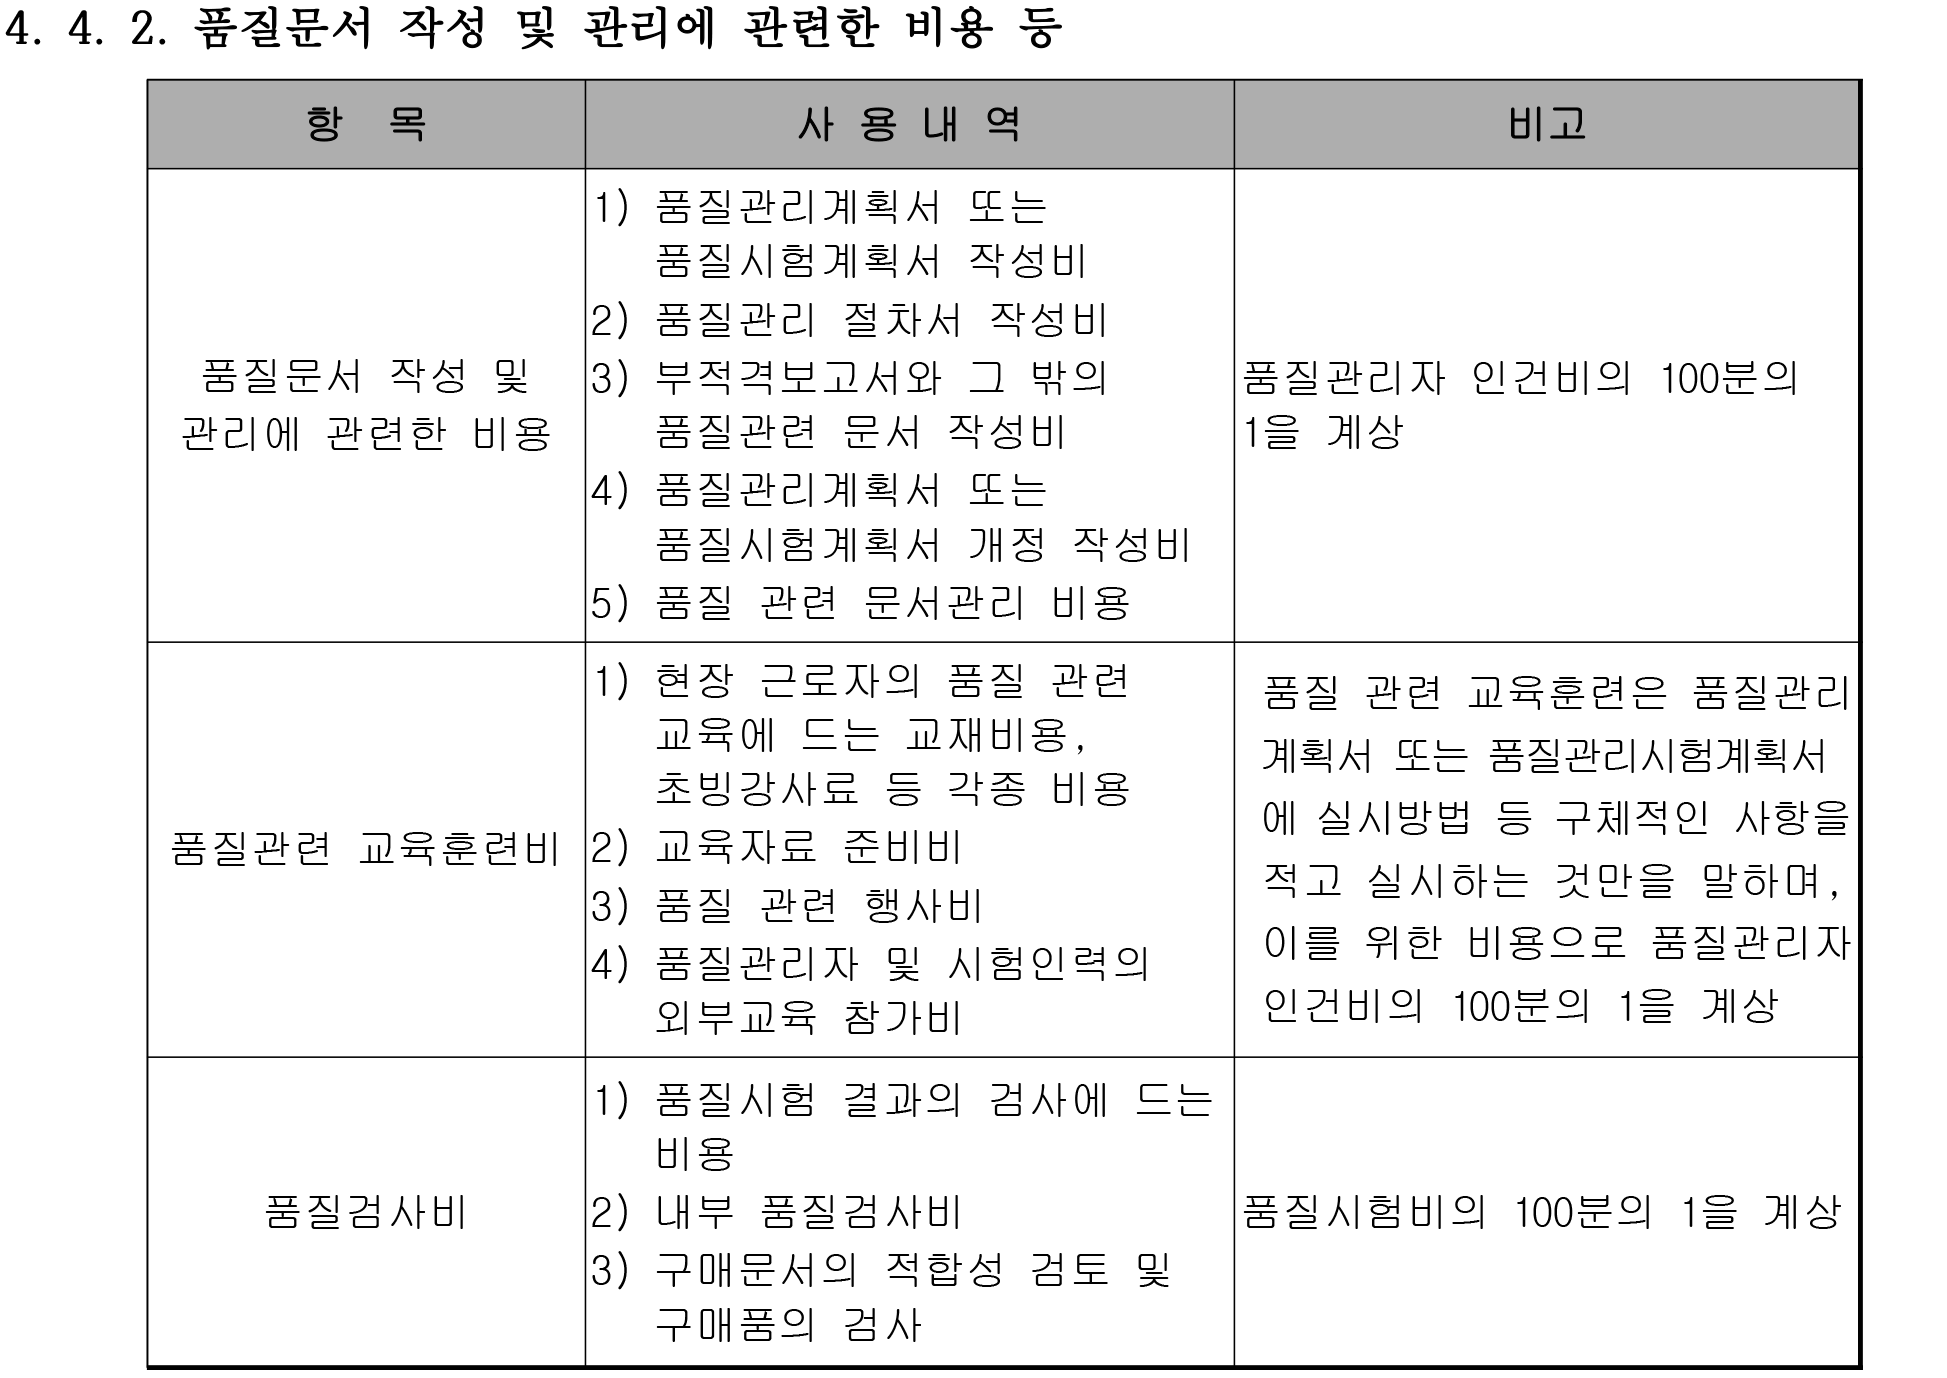 4. 4. 2. 품질문서 작성 및 관리에 관련한 비용 등
항 목
사 용 내 역
비고
품질문서 작성 및
관리에 관련한 비용
1) 품질관리계획서 또는
품질시험계획서 작성비
2) 품질관리 절차서 작성비
3) 부적격보고서와 그 밖의
품질관련 문서 작성비
4) 품질관리계획서 또는
품질시험계획서 개정 작성비
5) 품질 관련 문서관리 비용
품질관리자 인건비의 100분의
1을 계상
품질관련 교육훈련비
1) 현장 근로자의 품질 관련
교육에 드는 교재비용,
초빙강사료 등 각종 비용
2) 교육자료 준비비
3) 품질 관련 행사비
4) 품질관리자 및 시험인력의
외부교육 참가비
품질 관련 교육훈련은 품질관리
계획서 또는 품질관리시험계획서
에 실시방법 등 구체적인 사항을
적고 실시하는 것만을 말하며,
이를 위한 비용으로 품질관리자
인건비의 100분의 1을 계상
품질검사비
1) 품질시험 결과의 검사에 드는
비용
2) 내부 품질검사비
3) 구매문서의 적합성 검토 및
구매품의 검사
품질시험비의 100분의 1을 계상